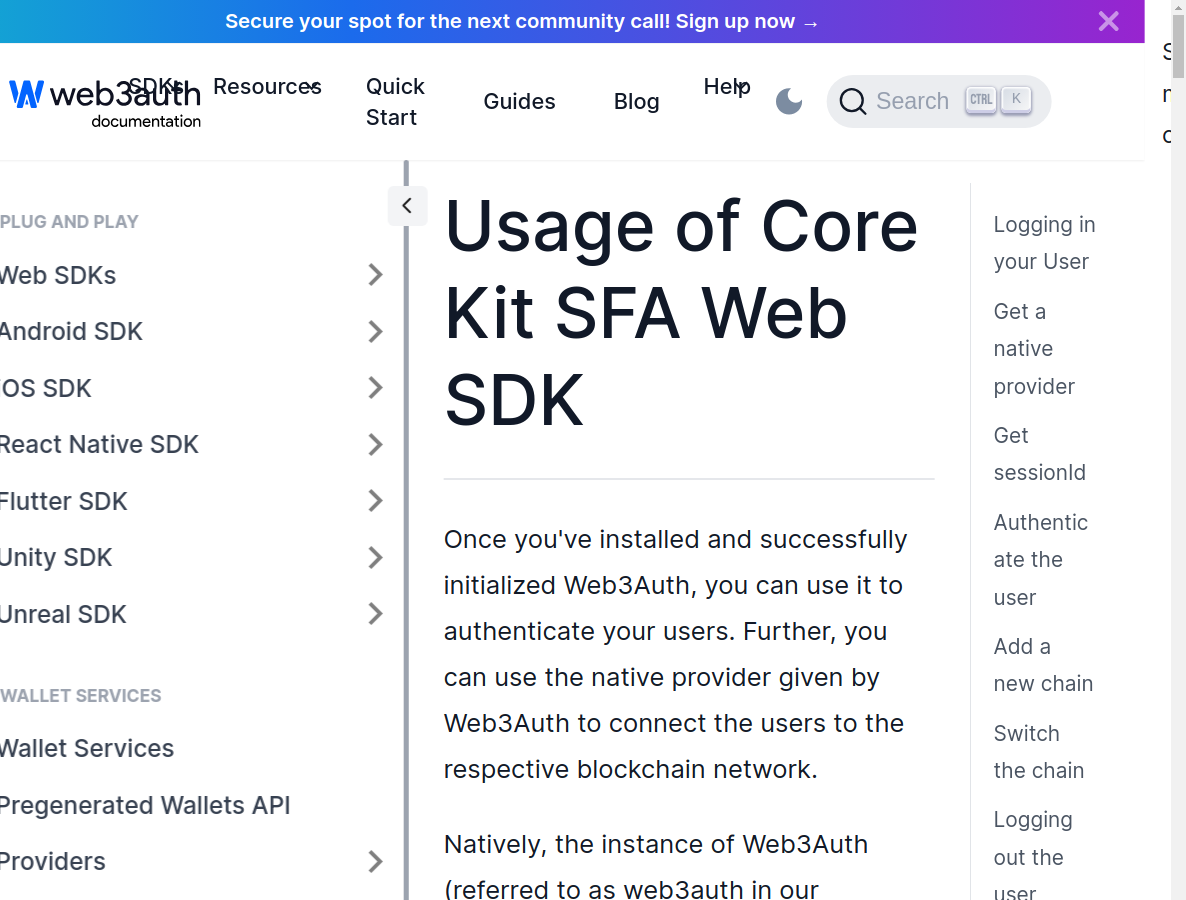 Secure your spot for the next community call! Sign up now →
web3auth
documentation
SDKs
Resources
Quick
Start
Guides
Blog
Help
Search
CTRL
K
PLUG AND PLAY
Web SDKs
Android SDK
iOS SDK
React Native SDK
Flutter SDK
Unity SDK
Unreal SDK
WALLET SERVICES
Wallet Services
Pregenerated Wallets API
Providers
Usage of Core
Kit SFA Web
SDK
Once you've installed and successfully
initialized Web3Auth, you can use it to
authenticate your users. Further, you
can use the native provider given by
Web3Auth to connect the users to the
respective blockchain network.
Natively, the instance of Web3Auth
(referred to as web3auth in our
Logging in
your User
Get a
native
provider
Get
sessionId
Authentic
ate the
user
Add a
new chain
Switch
the chain
Logging
out the
user